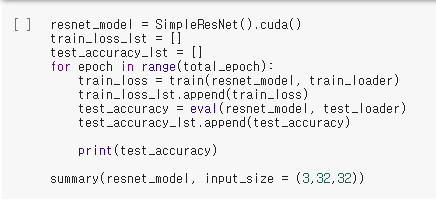 [ ] resnet_model = SimpleResNet().cuda()
train_loss_lst = []
test_accuracy_lst = []
for epoch in range(total_epoch):
    train_loss = train(resnet_model, train_loader)
    train_loss_lst.append(train_loss)
    test_accuracy = eval(resnet_model, test_loader)
    test_accuracy_lst.append(test_accuracy)
    print(test_accuracy)
summary(resnet_model, input_size = (3,32,32))